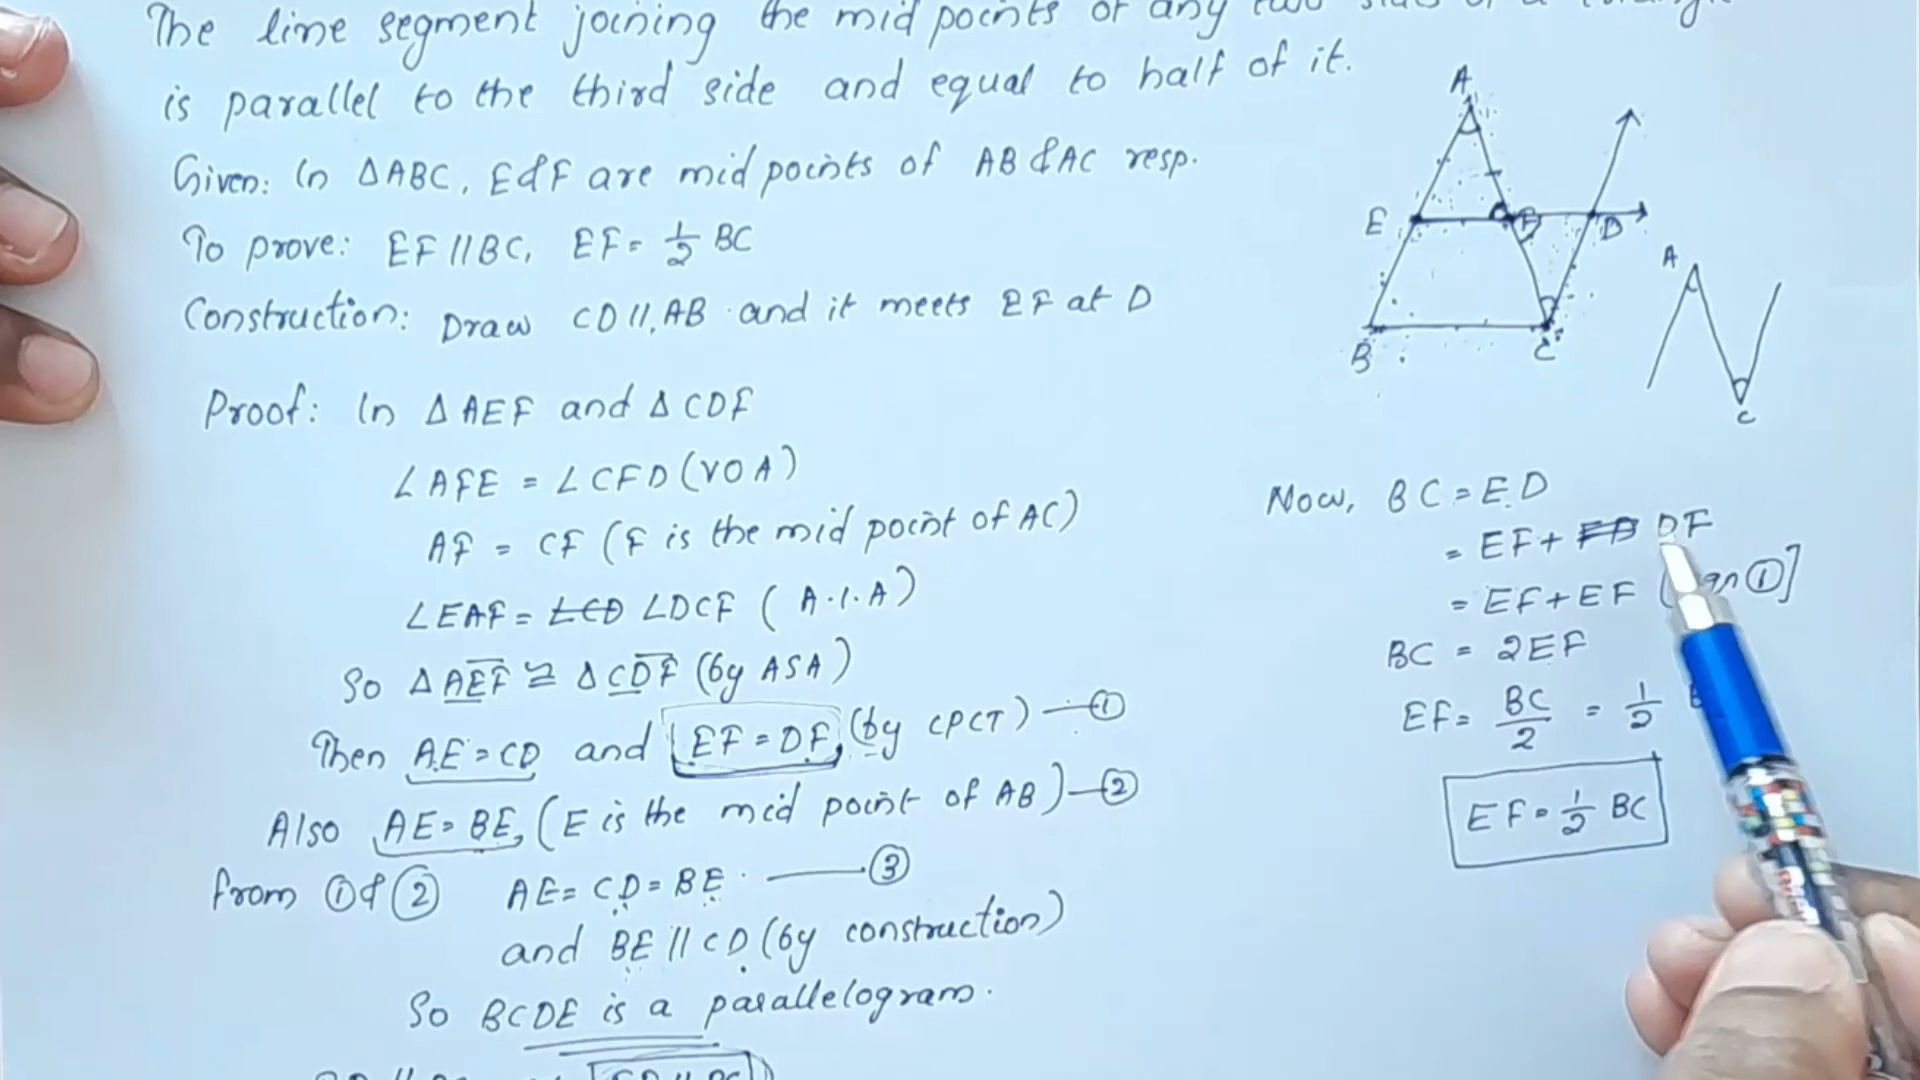 The line segment joining the mid points of any two sides of a
is parallel to the third side and equal to half of it.
Given: In ΔABC, E&F are mid points of AB & AC resp.
To prove: EF//BC, EF = 1/2 BC
Construction: Draw CD//AB and it meets EF at D
Proof: In ΔAEF and ΔCDF
∠AFE = ∠CFD (VOA)
AF = CF (F is the mid point of AC)
∠EAF = ∠DCF (A.I.A)
So ΔAEF ≅ ΔCDF (by ASA)
Then AE = CD and EF = DF, (by CPCT) —①
Also AE = BE, (E is the mid point of AB) —②
from ① & ② AE = CD = BE. —③
and BE // CD (by construction)
So BCDE is a parallelogram.
A
E F D
B C
A
C
Now, BC = ED
= EF + DF
= EF + EF ①]
BC = 2EF
EF = BC/2 = 1/2
EF = 1/2 BC